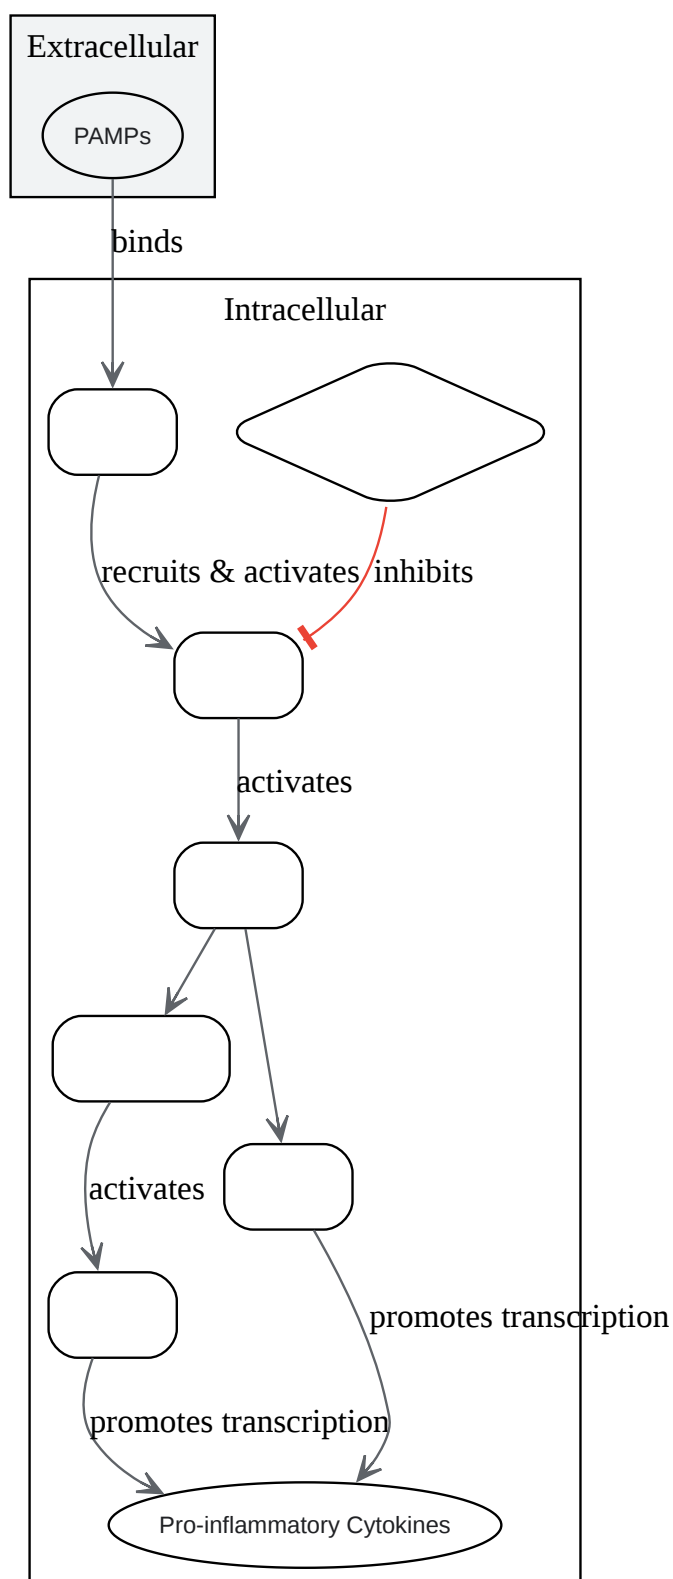 Extracellular
PAMPs
binds
Intracellular
recruits & activates
inhibits
activates
activates
promotes transcription
promotes transcription
Pro-inflammatory Cytokines